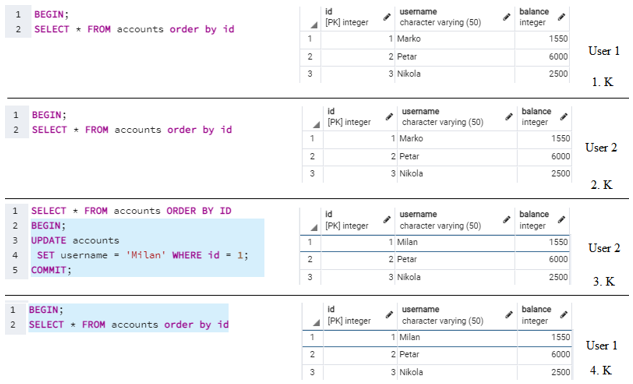 1 BEGIN;
2 SELECT * FROM accounts order by id
id username balance
[PK] integer character varying (50) integer
1 1 Marko 1550
2 2 Petar 6000
3 3 Nikola 2500
User 1
1. K
1 BEGIN;
2 SELECT * FROM accounts order by id
id username balance
[PK] integer character varying (50) integer
1 1 Marko 1550
2 2 Petar 6000
3 3 Nikola 2500
User 2
2. K
1 SELECT * FROM accounts ORDER BY ID
2 BEGIN;
3 UPDATE accounts
4 SET username = 'Milan' WHERE id = 1;
5 COMMIT;
id username balance
[PK] integer character varying (50) integer
1 1 Milan 1550
2 2 Petar 6000
3 3 Nikola 2500
User 2
3. K
1 BEGIN;
2 SELECT * FROM accounts order by id
id username balance
[PK] integer character varying (50) integer
1 1 Milan 1550
2 2 Petar 6000
3 3 Nikola 2500
User 1
4. K